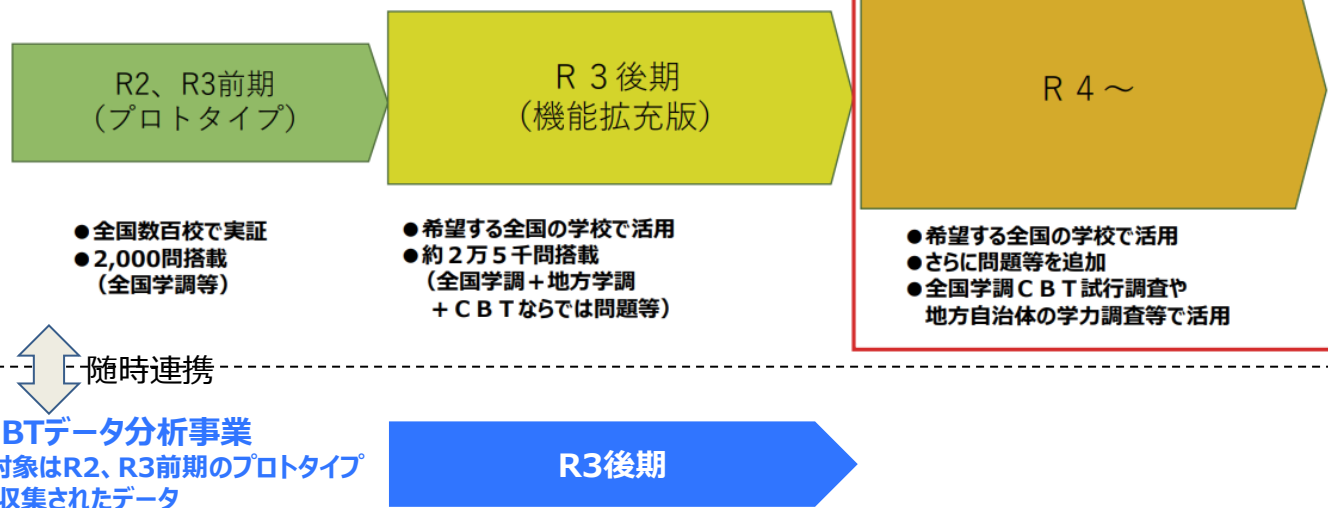 R2、R3前期
（プロトタイプ）
Ｒ３後期
（機能拡充版）
Ｒ４～
●全国数百校で実証
●2,000問搭載
（全国学調等）
●希望する全国の学校で活用
●約２万５千問搭載
（全国学調＋地方学調
＋ＣＢＴならでは問題等）
●希望する全国の学校で活用
●さらに問題等を追加
●全国学調ＣＢＴ試行調査や
地方自治体の学力調査等で活用
随時連携
BTデータ分析事業
対象はR2、R3前期のプロトタイプ
収集されたデータ
R3後期